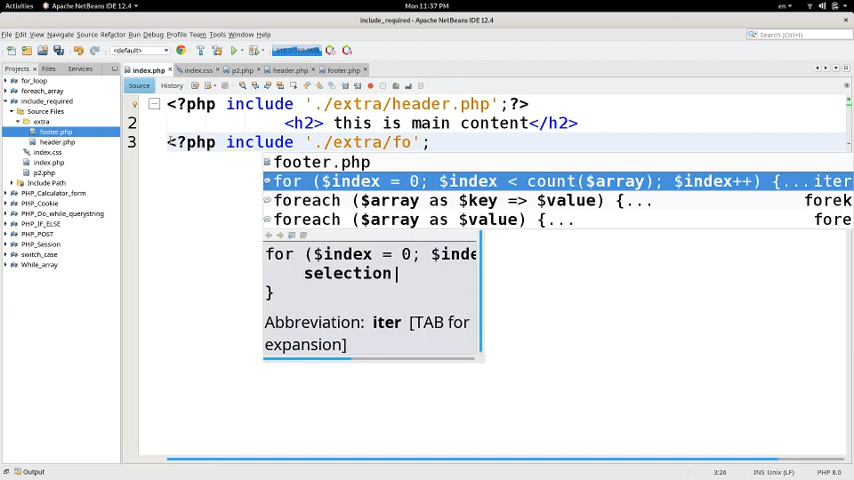 Activities
Apache NetBeans IDE 12.4
Mon 11:37 PM
en
include_required - Apache NetBeans IDE 12.4
File Edit View Navigate Source Refactor Run Debug Profile Team Tools Window Help
Search (Ctrl+I)
<default>
Projects
Files
Services
index.php
index.css
p2.php
header.php
footer.php
Source
History
for_loop
foreach_array
include_required
Source Files
extra
footer.php
header.php
index.css
index.php
p2.php
Include Path
PHP_Calculator_form
PHP_Cookie
PHP_Do_while_querystring
PHP_IF_ELSE
PHP_POST
PHP_Session
switch_case
While_array
<?php include './extra/header.php';?>
2 <h2> this is main content</h2>
3 <?php include './extra/fo';
footer.php
for ($index = 0; $index < count($array); $index++) {... iter
foreach ($array as $key => $value) {... forek
foreach ($array as $value) {... fore
for ($index = 0; $inde
selection|
}
Abbreviation: iter [TAB for
expansion]
Output
3:26
INS
Unix (LF)
PHP 8.0